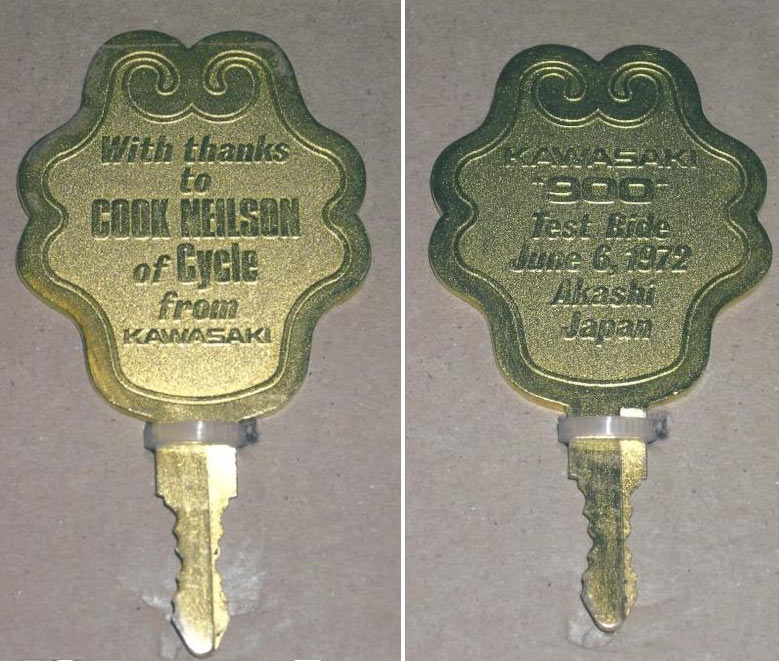 With thanks
to
COOK NEILSON
of Cycle
from
KAWASAKI
KAWASAKI
"900"
Test Ride
June 6, 1972
Akashi
Japan